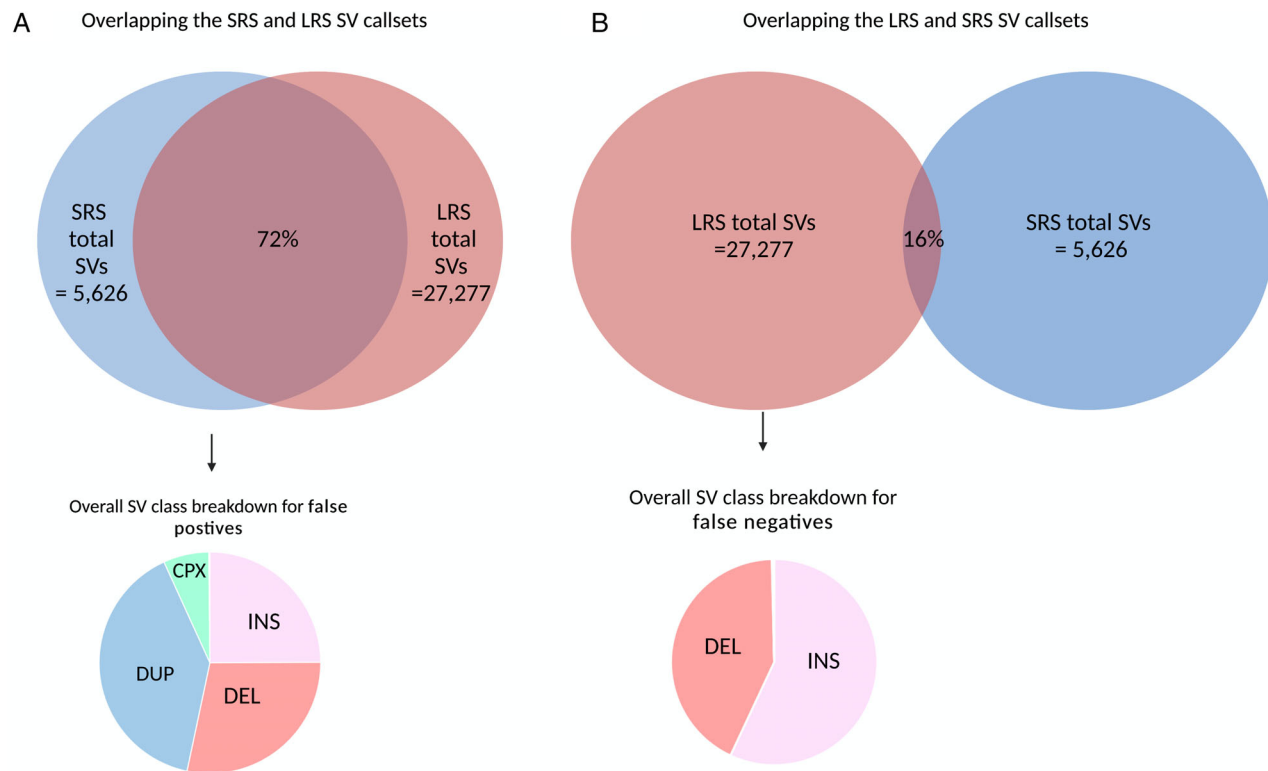 A
Overlapping the SRS and LRS SV callsets
SRS
total
SVs
= 5,626
72%
LRS
total
SVs
=27,277
Overall SV class breakdown for false
postives
CPX
INS
DUP
DEL
B
Overlapping the LRS and SRS SV callsets
LRS total SVs
=27,277
16%
SRS total SVs
= 5,626
Overall SV class breakdown for
false negatives
DEL
INS